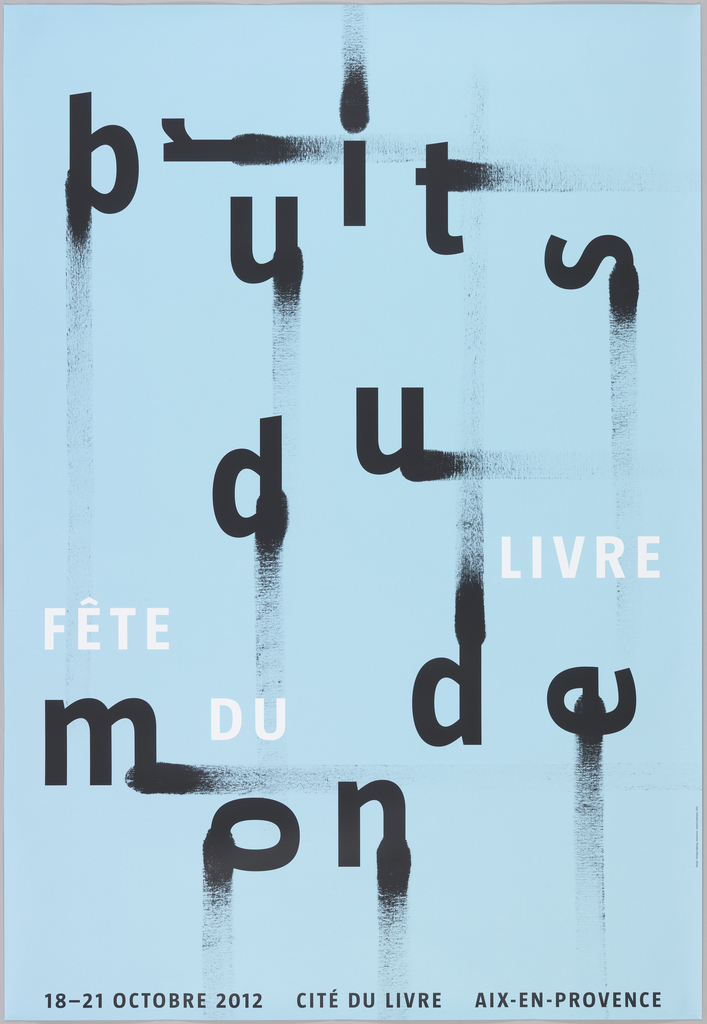 bruits
du
monde
FÊTE
DU
LIVRE
18–21 OCTOBRE 2012 CITÉ DU LIVRE AIX-EN-PROVENCE